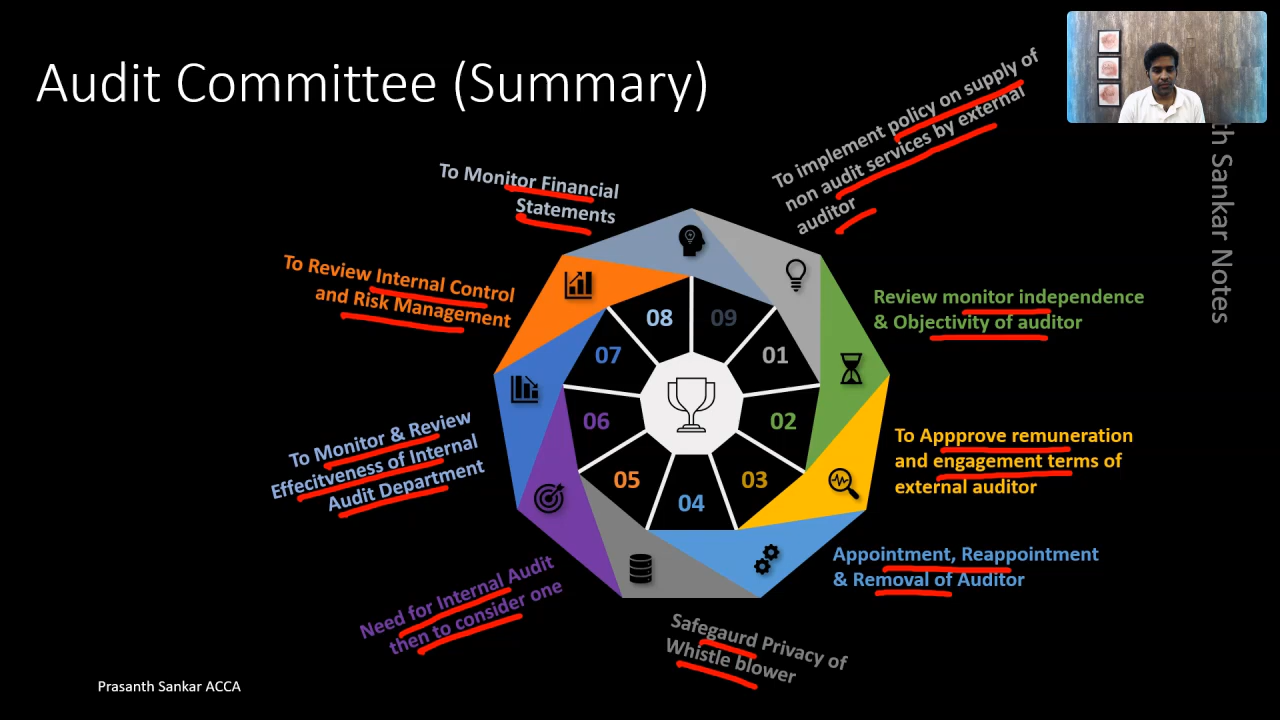 Audit Committee (Summary)
To implement policy on supply of
non audit services by external
auditor
To Monitor Financial
Statements
To Review Internal Control
and Risk Management
Review monitor independence
& Objectivity of auditor
To Appprove remuneration
and engagement terms of
external auditor
To Monitor & Review
Effecitveness of Internal
Audit Department
Appointment, Reappointment
& Removal of Auditor
Need for Internal Audit
then to consider one
Safegaurd Privacy of
Whistle blower
08
09
07
01
06
02
05
03
04
Sankar Notes
Prasanth Sankar ACCA